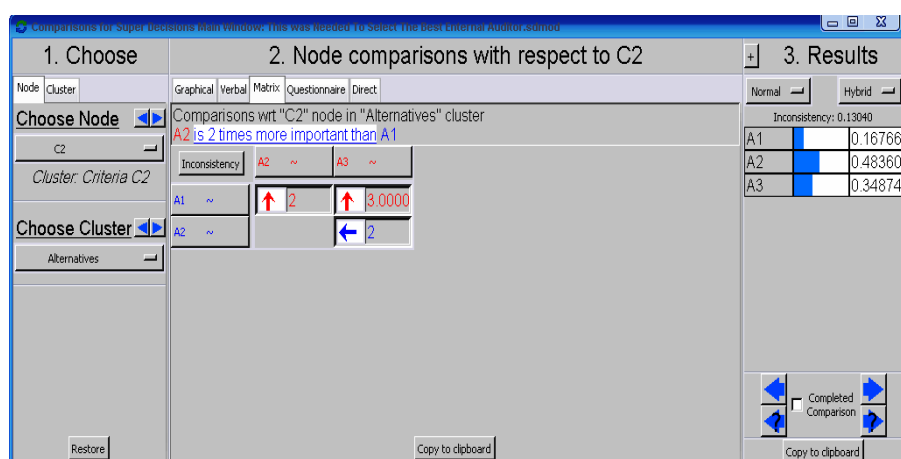 Comparisons for Super Decisions Main Window: This was Needed To Select The Best External Auditor.sdmod
1. Choose
Node Cluster
Choose Node
C2
Cluster: Criteria C2
Choose Cluster
Alternatives
Restore
2. Node comparisons with respect to C2
Graphical Verbal Matrix Questionnaire Direct
Comparisons wrt "C2" node in "Alternatives" cluster
A2 is 2 times more important than A1
Inconsistency A2 ~ A3 ~
A1 ~ 2 3.0000
A2 ~ 2
Copy to clipboard
+ 3. Results
Normal Hybrid
Inconsistency: 0.13040
A1 0.16766
A2 0.48360
A3 0.34874
Completed
Comparison
? ?
Copy to clipboard